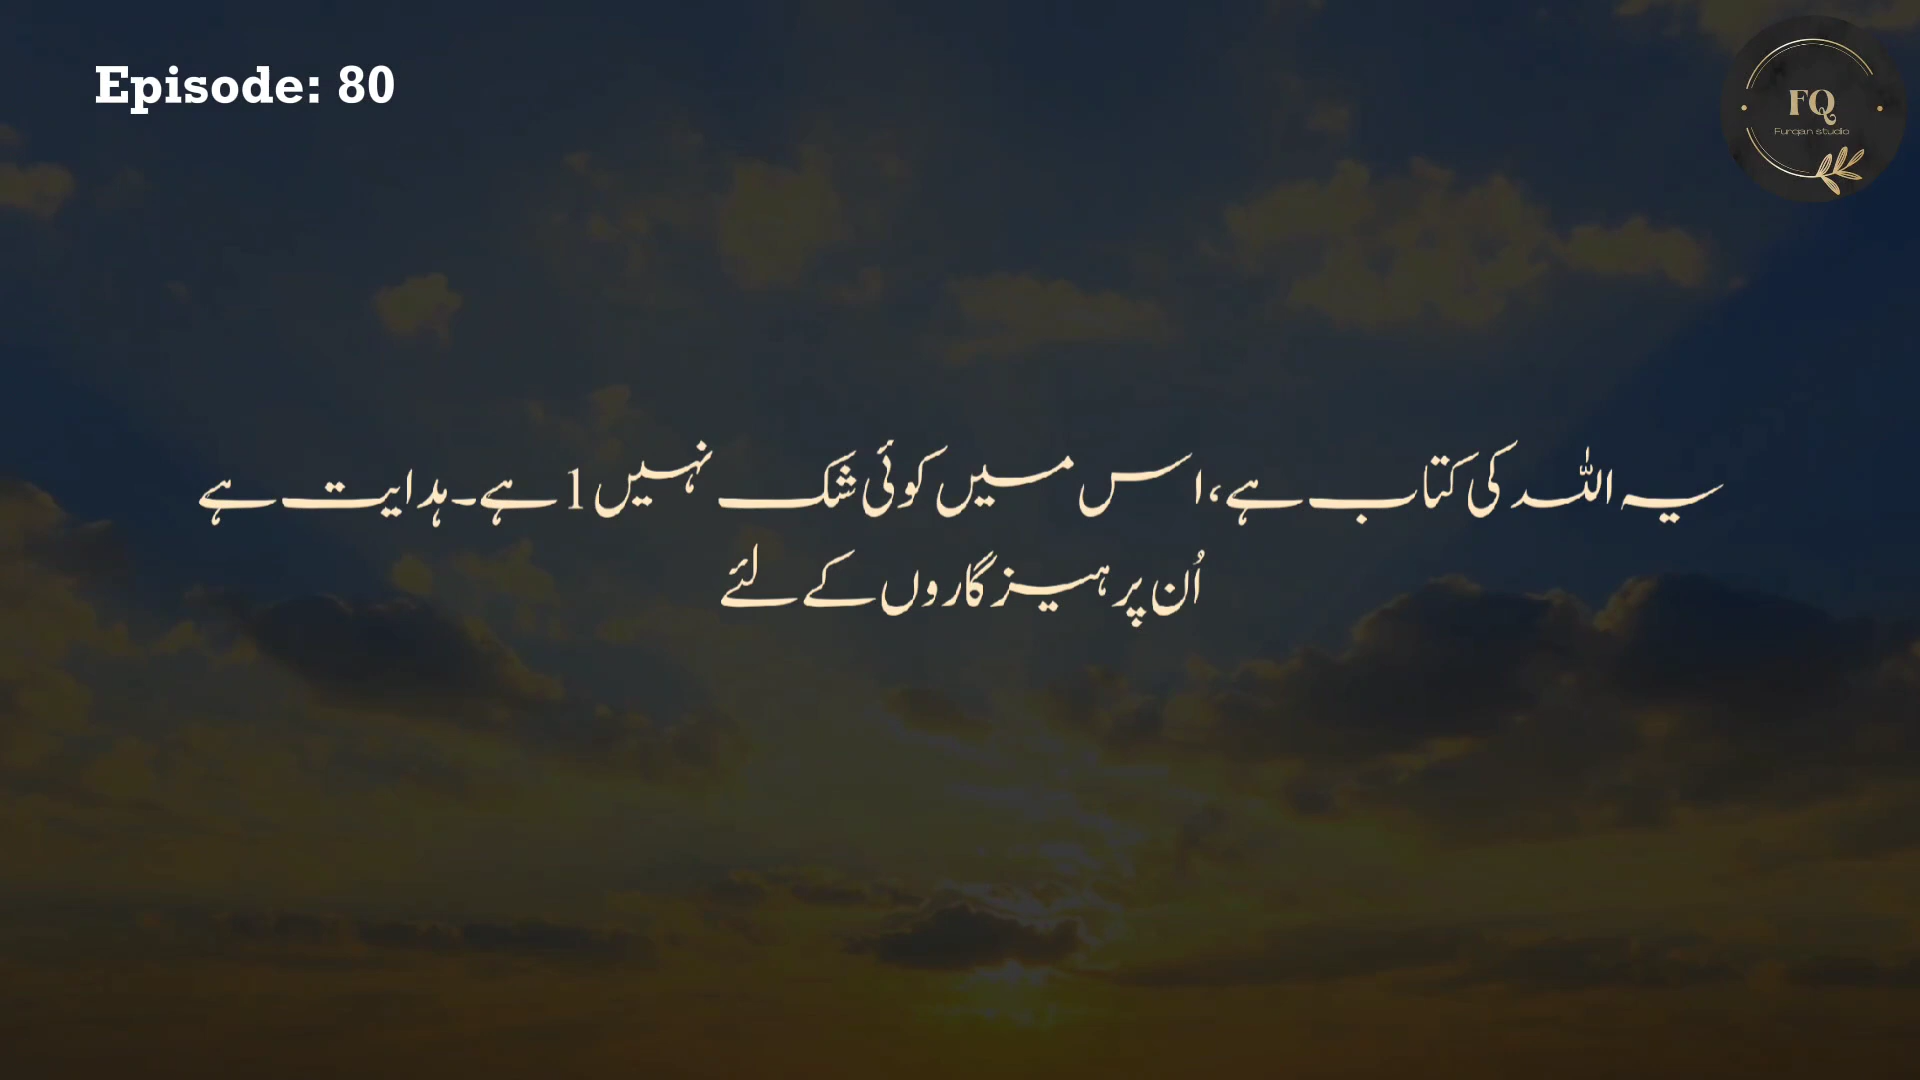 Episode: 80
FQ
Furqan studio
یہ اللہ کی کتاب ہے، اس میں کوئی شک نہیں 1 ہے۔ ہدایت ہے
اُن پرہیزگاروں کے لئے